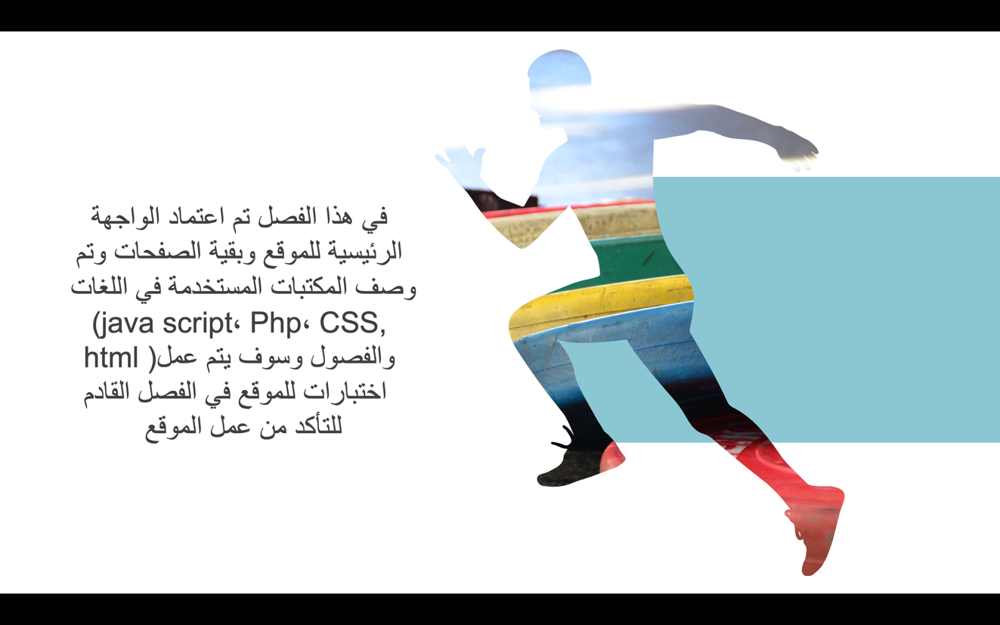 في هذا الفصل تم اعتماد الواجهة
الرئيسية للموقع وبقية الصفحات وتم
وصف المكتبات المستخدمة في اللغات
(java script، Php، CSS,
html )والفصول وسوف يتم عمل
اختبارات للموقع في الفصل القادم
للتأكد من عمل الموقع